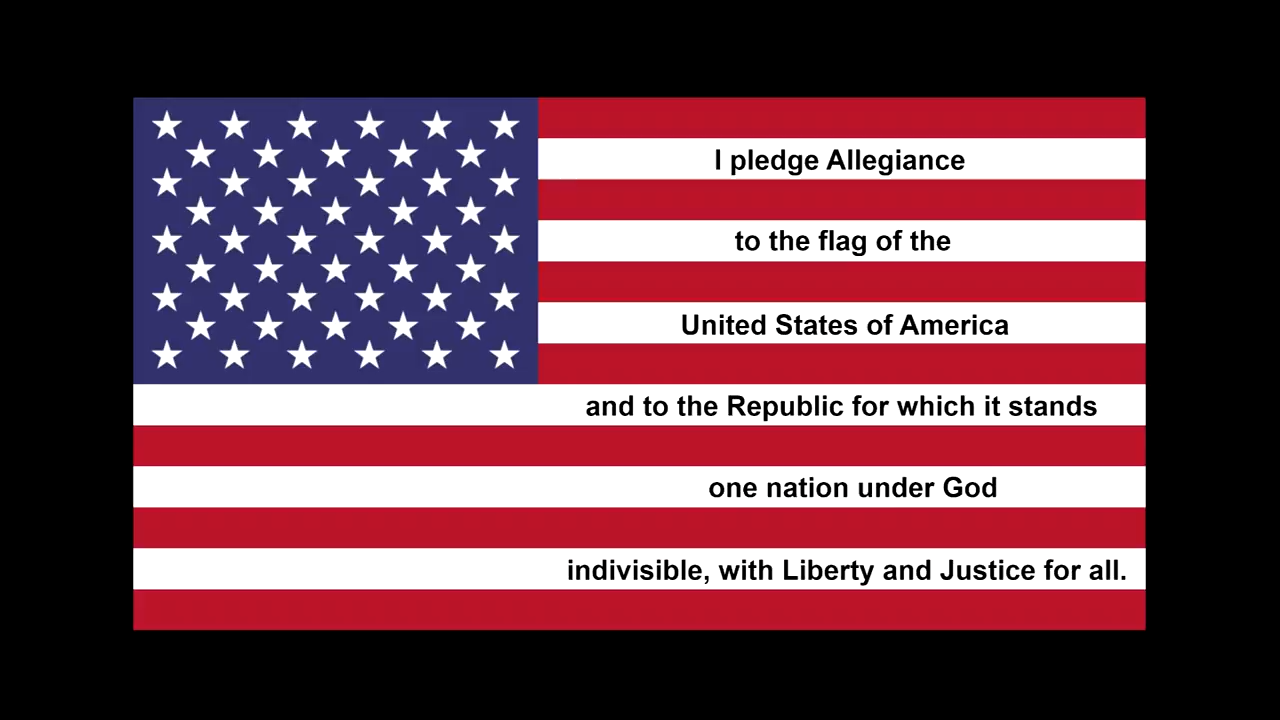 I pledge Allegiance
to the flag of the
United States of America
and to the Republic for which it stands
one nation under God
indivisible, with Liberty and Justice for all.